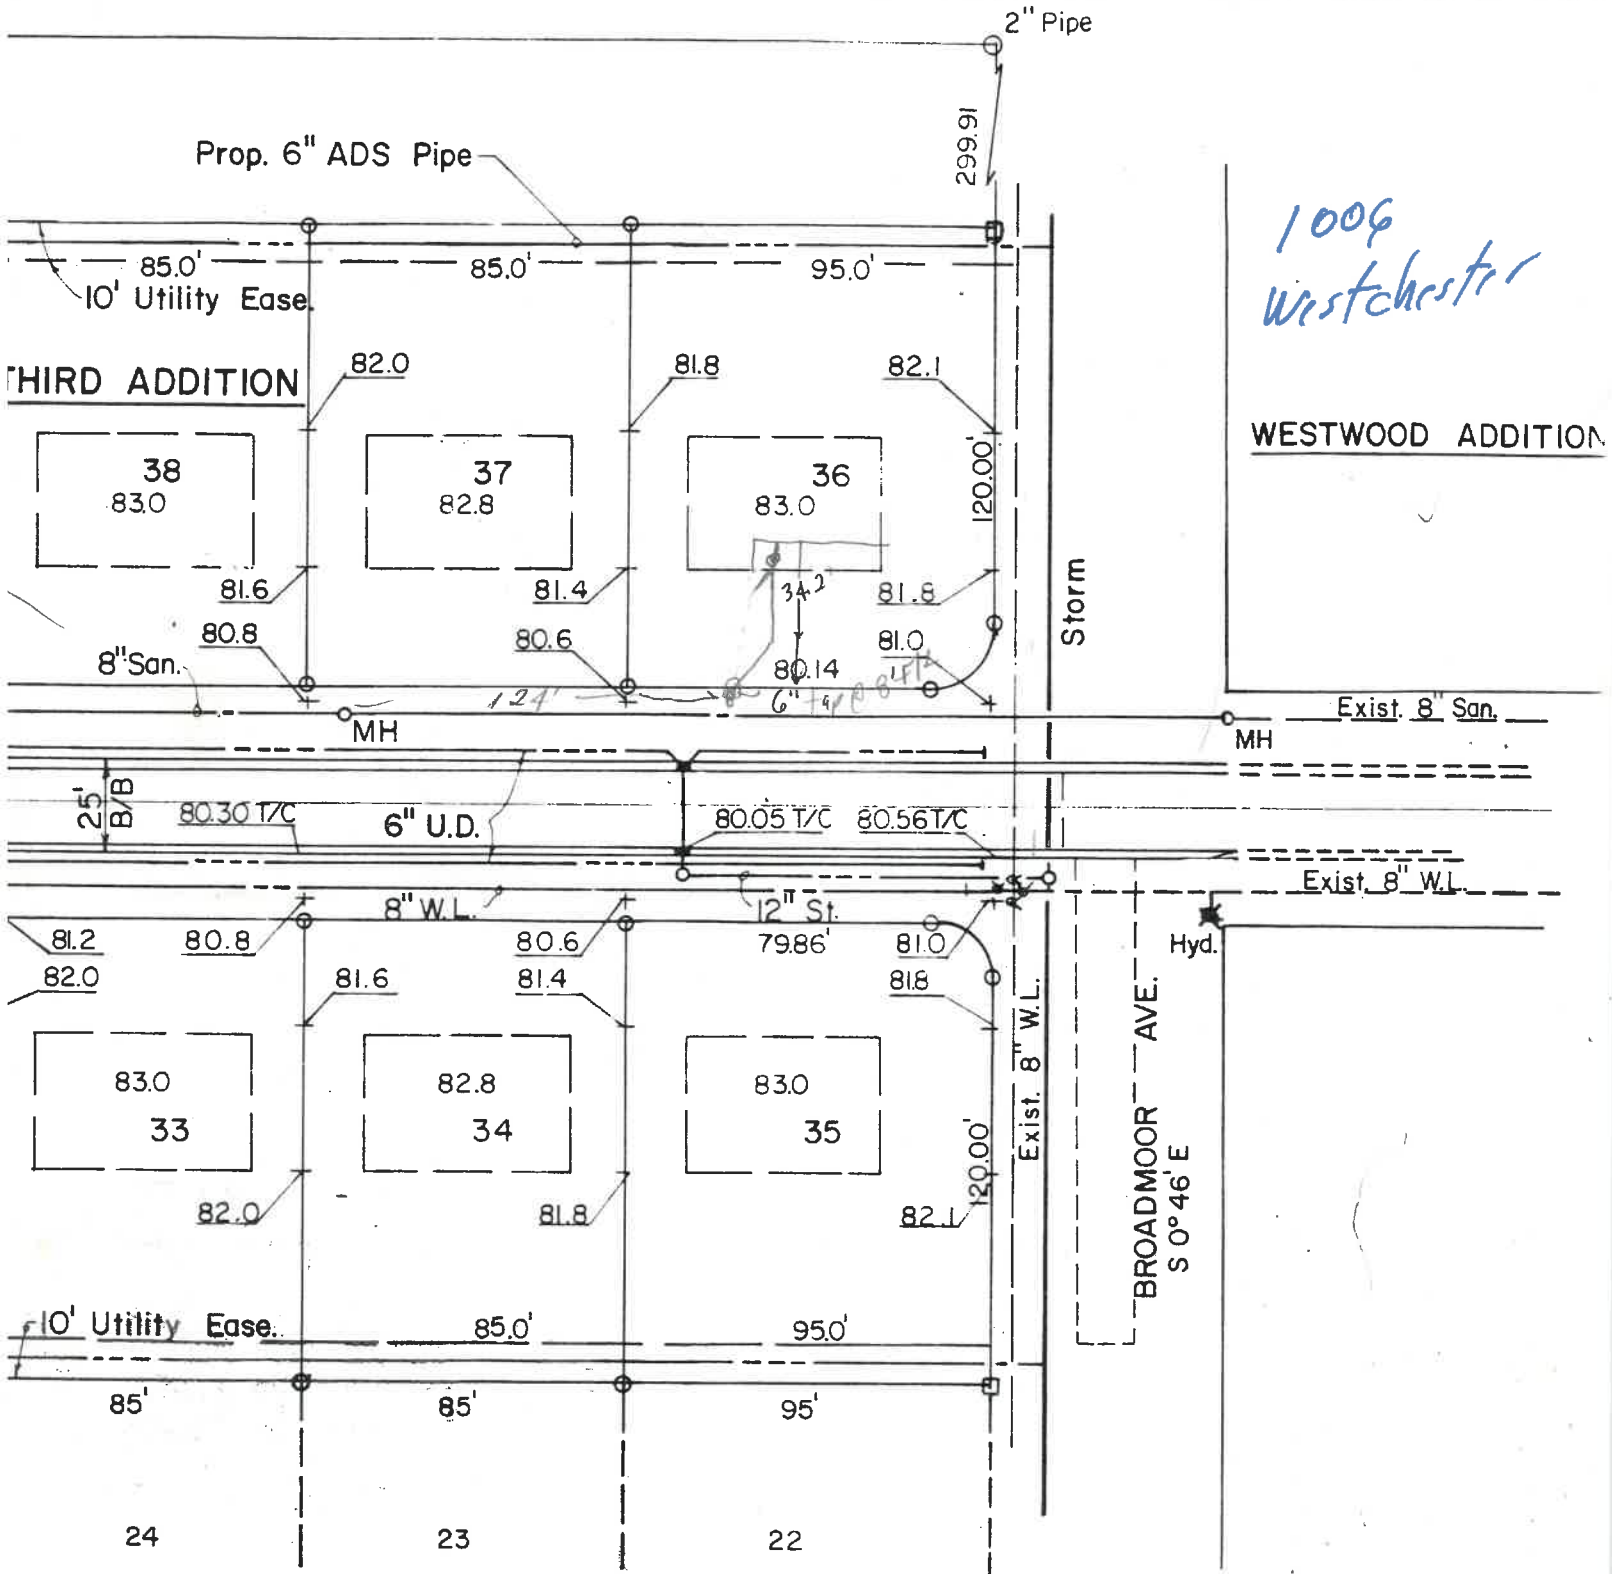 2" Pipe
299.91
Prop. 6" ADS Pipe
1006
Westchester
85.0' 85.0' 95.0'
10' Utility Ease.
THIRD ADDITION
82.0 81.8 82.1
WESTWOOD ADDITION
38 37 36
83.0 82.8 83.0
120.00'
34.2
81.6 81.4 81.8
Storm
80.8 80.6 81.0
8" San.
80.14
124' 6" tap @
MH
Exist. 8" San.
MH
25'
B/B
80.30 T/C
6" U.D.
80.05 T/C 80.56 T/C
8" W.L.
12" St.
Exist. 8" W.L.
Hyd.
81.2 80.8 80.6 79.86' 81.0
82.0 81.6 81.4 81.8
Exist. 8" W.L.
BROADMOOR AVE.
S 0° 46' E
83.0 82.8 83.0
33 34 35
120.00'
82.0 81.8 82.1
10' Utility Ease.
85.0' 95.0'
85' 85' 95'
24 23 22